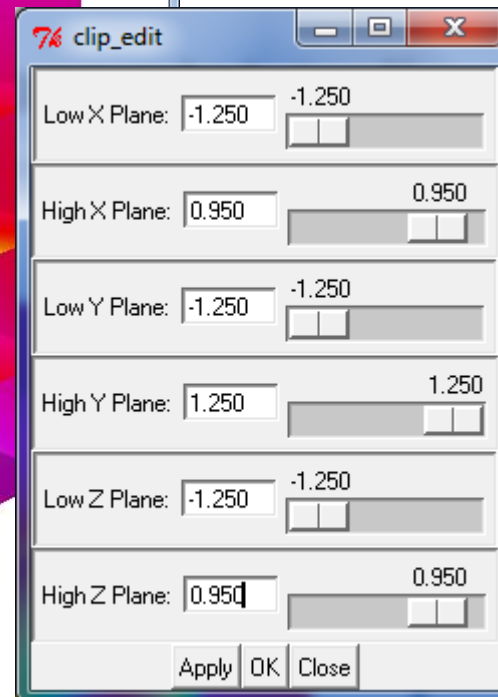 clip_edit
-1.250
Low X Plane: -1.250
0.950
High X Plane: 0.950
-1.250
Low Y Plane: -1.250
1.250
High Y Plane: 1.250
-1.250
Low Z Plane: -1.250
0.950
High Z Plane: 0.950
Apply OK Close